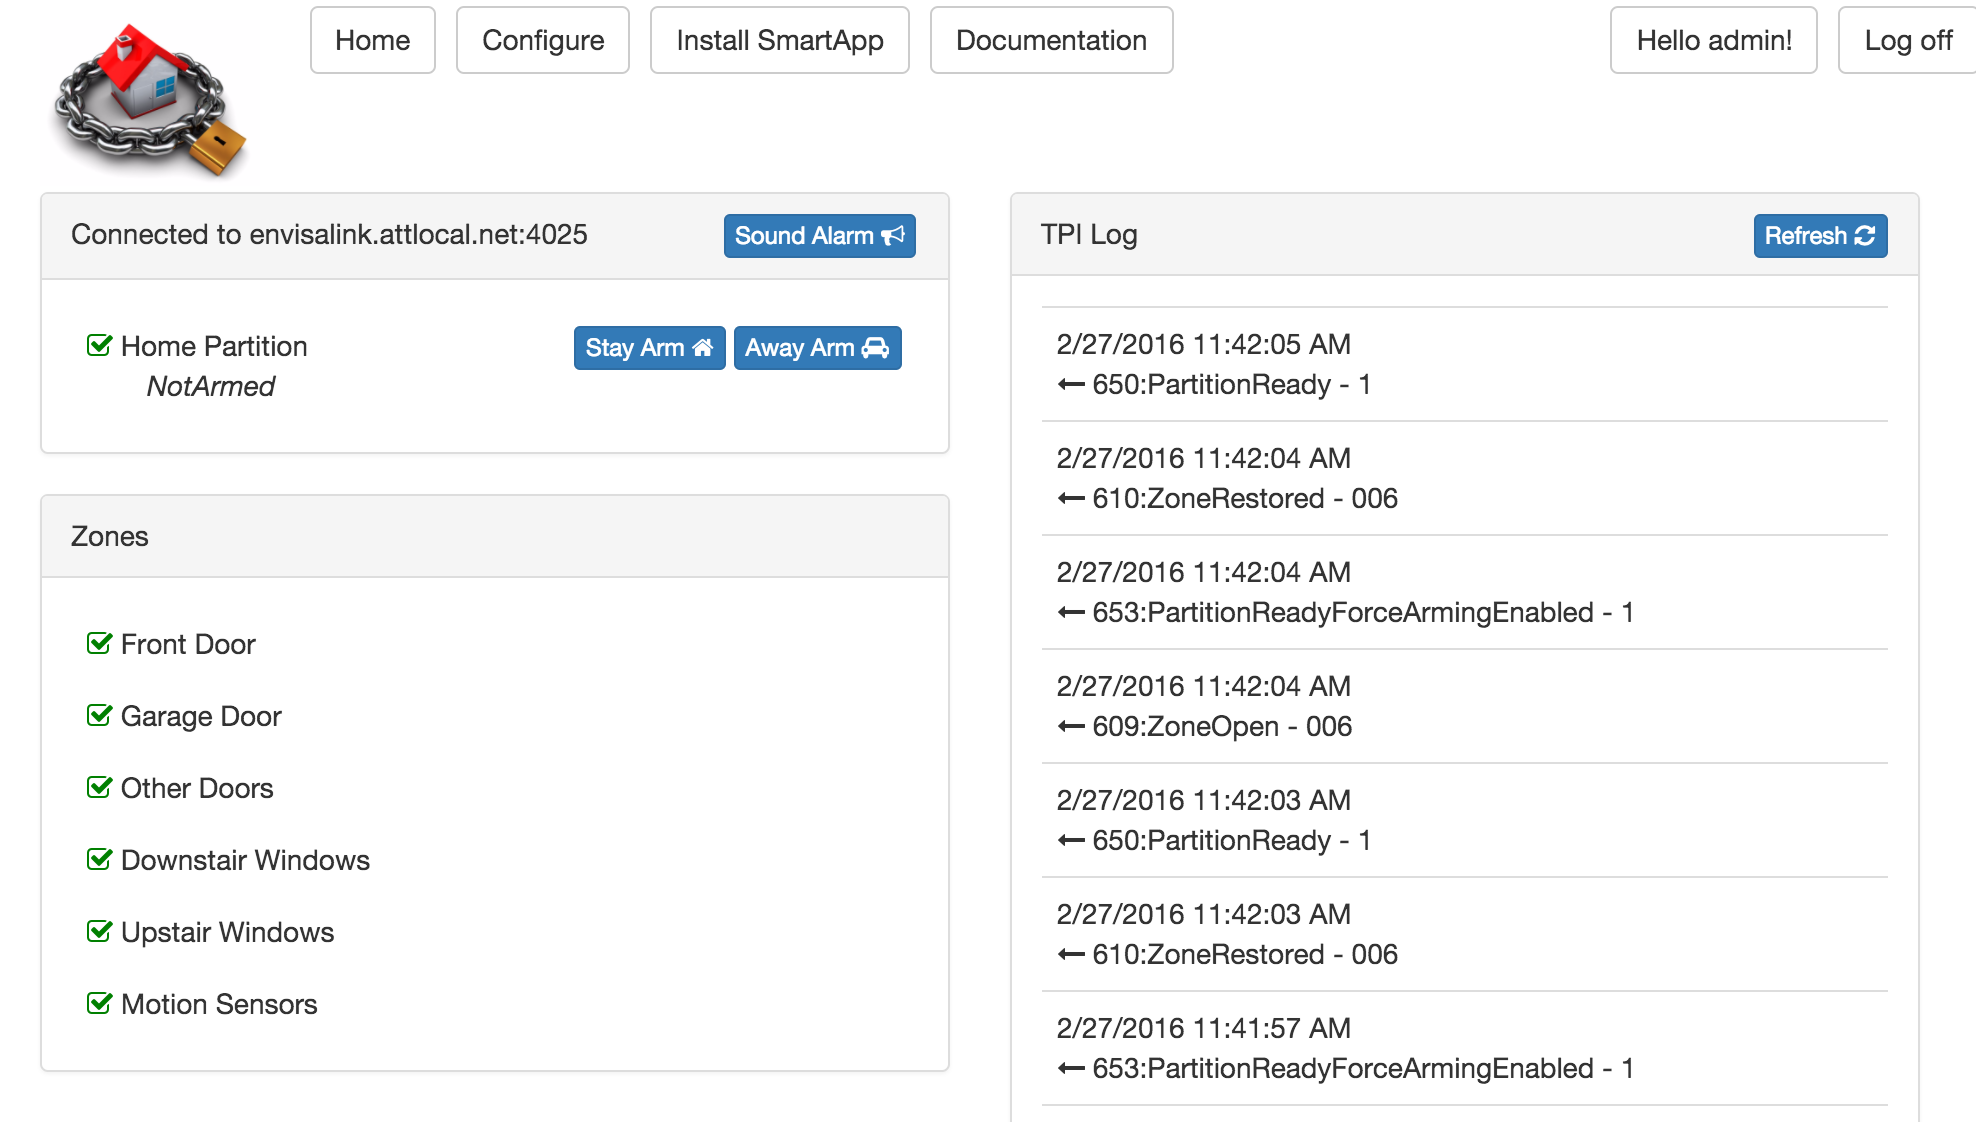 Home
Configure
Install SmartApp
Documentation
Hello admin!
Log off
Connected to envisalink.attlocal.net:4025
Sound Alarm
Home Partition
NotArmed
Stay Arm
Away Arm
Zones
Front Door
Garage Door
Other Doors
Downstair Windows
Upstair Windows
Motion Sensors
TPI Log
Refresh
2/27/2016 11:42:05 AM
← 650:PartitionReady - 1
2/27/2016 11:42:04 AM
← 610:ZoneRestored - 006
2/27/2016 11:42:04 AM
← 653:PartitionReadyForceArmingEnabled - 1
2/27/2016 11:42:04 AM
← 609:ZoneOpen - 006
2/27/2016 11:42:03 AM
← 650:PartitionReady - 1
2/27/2016 11:42:03 AM
← 610:ZoneRestored - 006
2/27/2016 11:41:57 AM
← 653:PartitionReadyForceArmingEnabled - 1